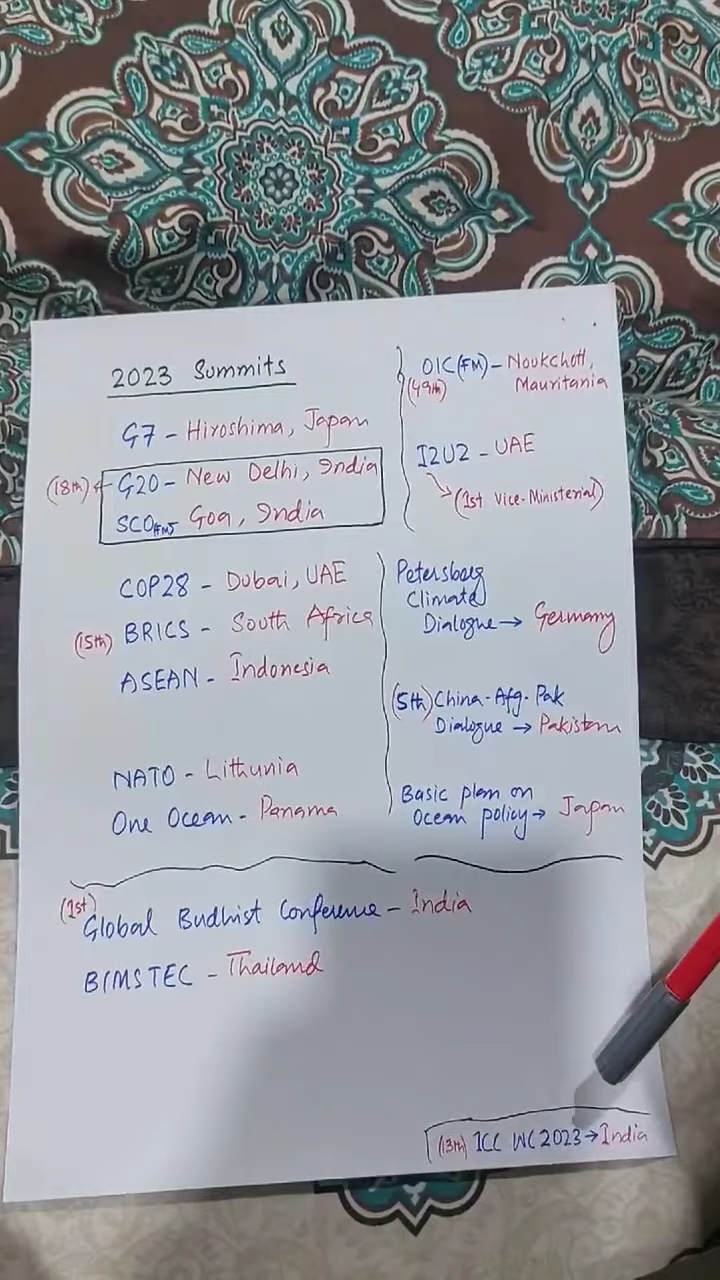 2023 Summits
G7 - Hiroshima, Japan
(18th) G20 - New Delhi, India
SCO(FM) Goa, India
COP28 - Dubai, UAE
(15th) BRICS - South Africa
ASEAN - Indonesia
NATO - Lithunia
One Ocean - Panama
OIC(FM) - Noukchott,
(49th) Mauritania
I2U2 - UAE
(1st Vice-Ministerial)
Petersberg
Climate
Dialogue → Germany
(5th) China-Afg-Pak
Dialogue → Pakistan
Basic plan on
Ocean policy → Japan
(1st) Global Budhist Conference - India
BIMSTEC - Thailand
(13th) ICC WC 2023 → India